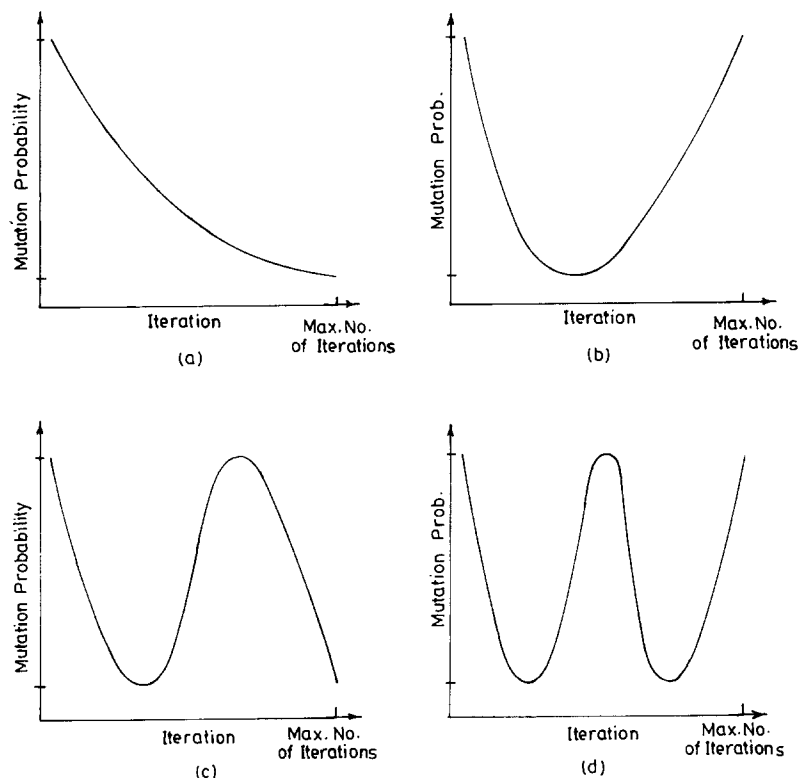 Mutation Probability
Iteration
Max. No.
of Iterations
(a)
Mutation Prob.
Iteration
Max. No.
of Iterations
(b)
Mutation Probability
Iteration
Max. No.
of Iterations
(c)
Mutation Prob.
Iteration
Max. No.
of Iterations
(d)